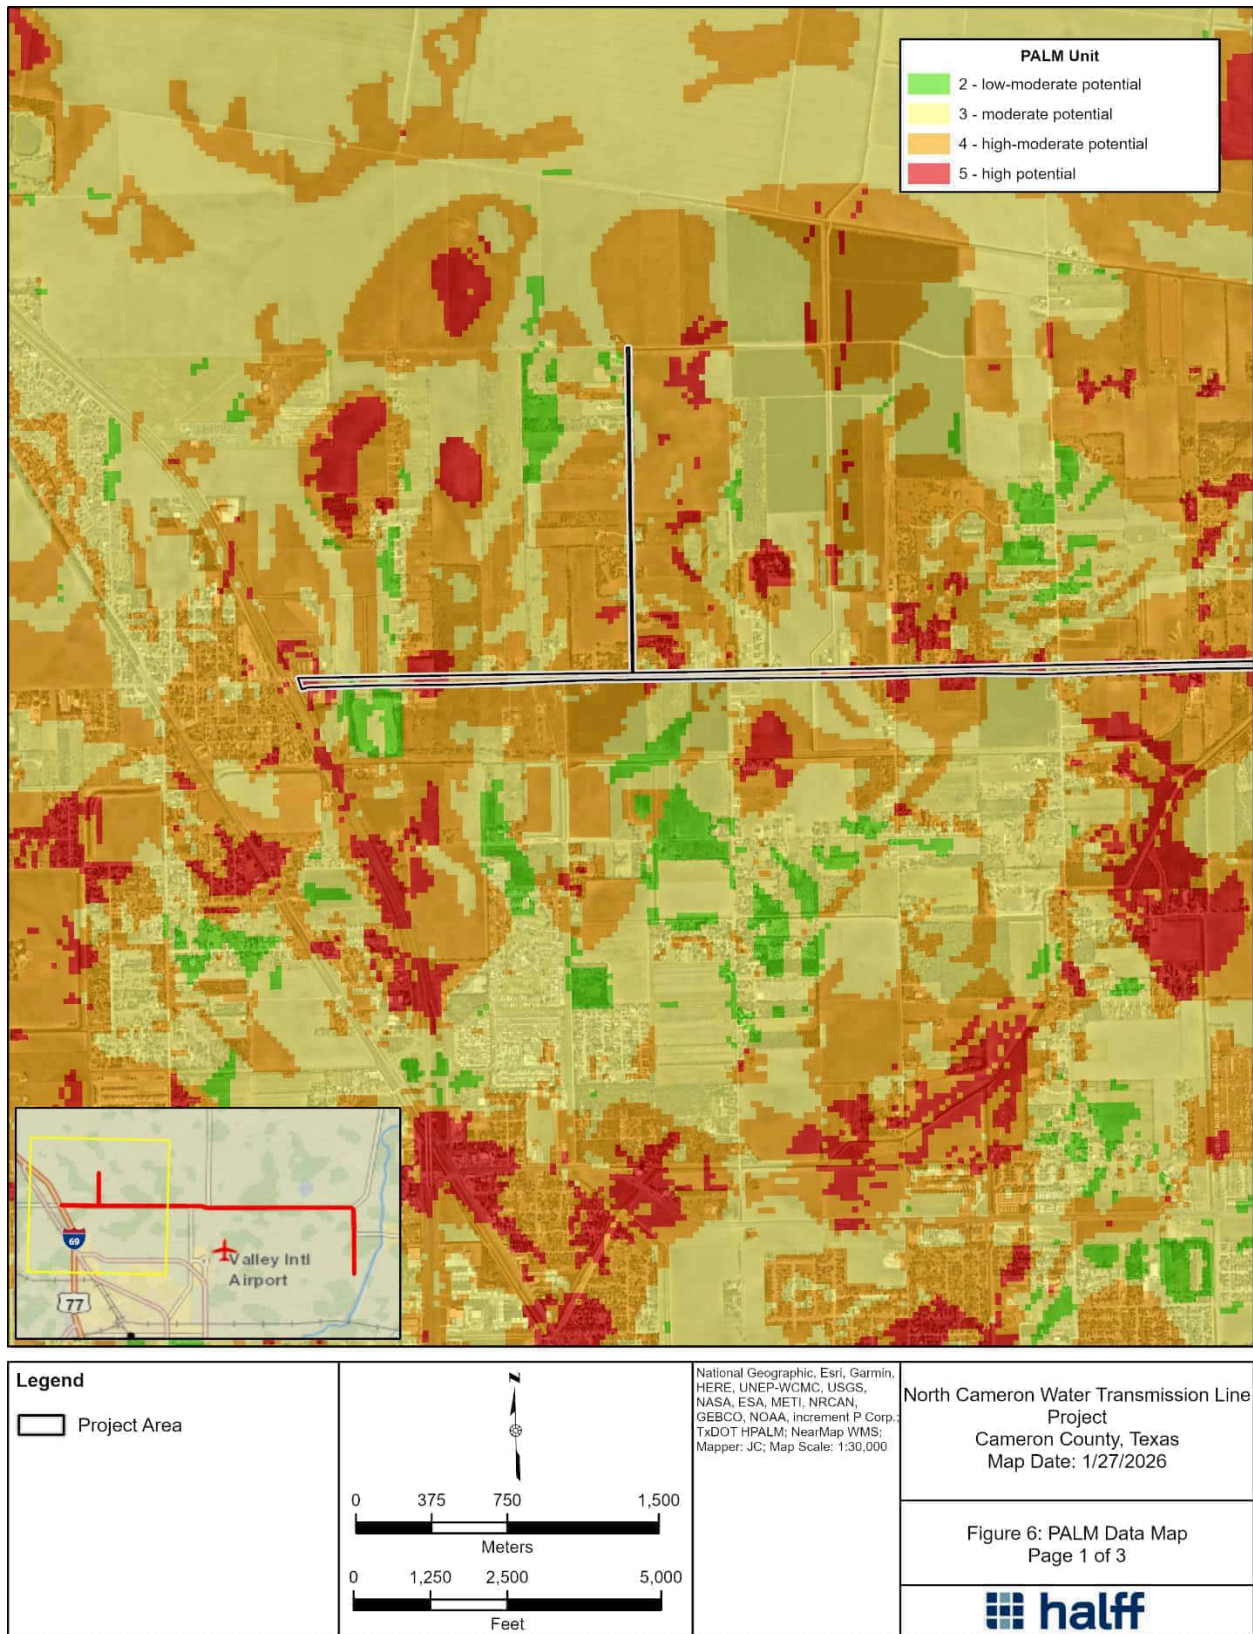 PALM Unit
2 - low-moderate potential
3 - moderate potential
4 - high-moderate potential
5 - high potential
69
Valley Intl
Airport
77
Legend
Project Area
N
0 375 750 1,500
Meters
0 1,250 2,500 5,000
Feet
National Geographic, Esri, Garmin,
HERE, UNEP-WCMC, USGS,
NASA, ESA, METI, NRCAN,
GEBCO, NOAA, increment P Corp.;
TxDOT HPALM; NearMap WMS;
Mapper: JC; Map Scale: 1:30,000
North Cameron Water Transmission Line
Project
Cameron County, Texas
Map Date: 1/27/2026
Figure 6: PALM Data Map
Page 1 of 3
halff